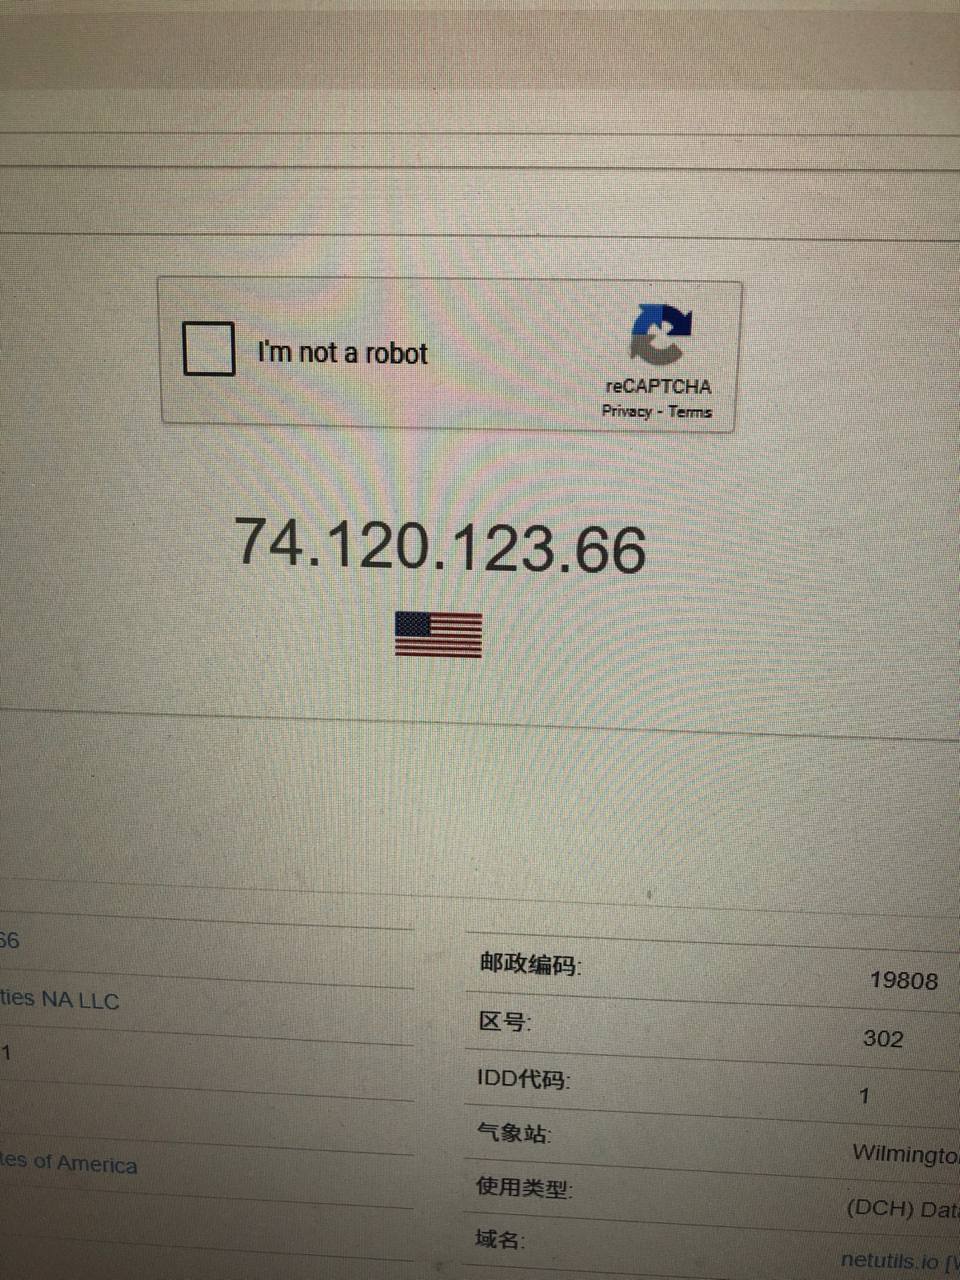 I'm not a robot
reCAPTCHA
Privacy - Terms
74.120.123.66
66
ties NA LLC
1
tes of America
邮政编码: 19808
区号: 302
IDD代码: 1
气象站: Wilmingto
使用类型: (DCH) Data
域名: netutils.io [